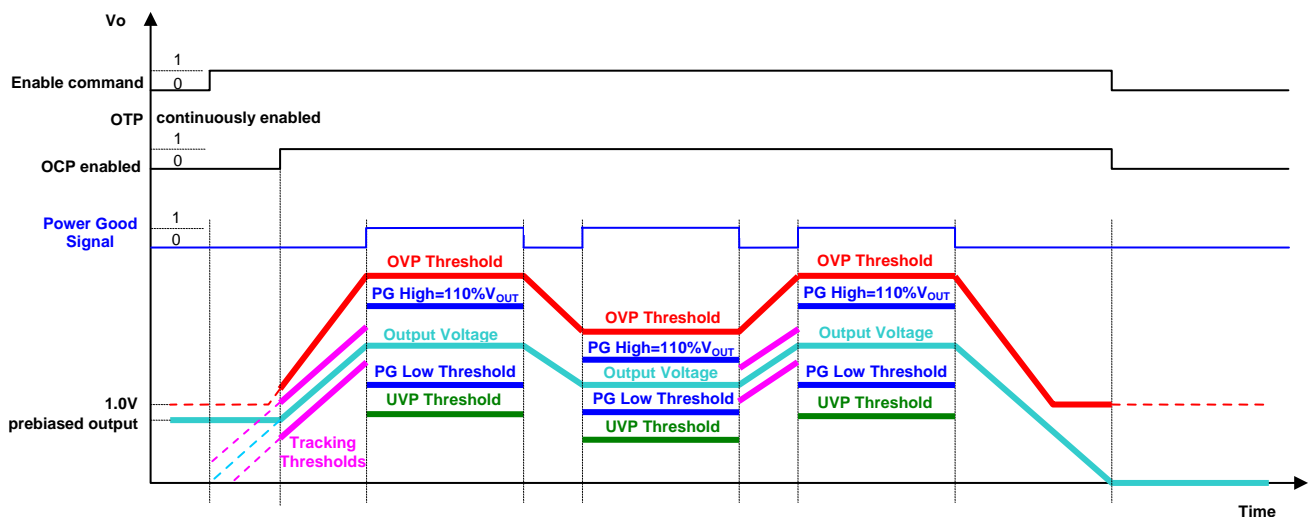 Vo
1
Enable command
0
OTP continuously enabled
1
OCP enabled
0
Power Good
Signal
1
0
OVP Threshold
OVP Threshold
PG High=110%VOUT
PG High=110%VOUT
OVP Threshold
Output Voltage
PG High=110%VOUT
Output Voltage
Output Voltage
PG Low Threshold
PG Low Threshold
PG Low Threshold
UVP Threshold
UVP Threshold
UVP Threshold
1.0V
prebiased output
Tracking
Thresholds
Time